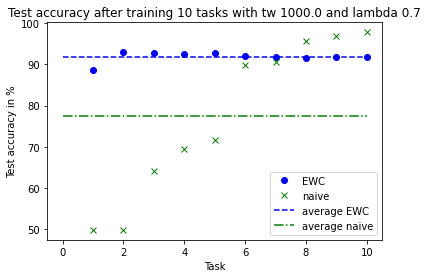 Test accuracy after training 10 tasks with tw 1000.0 and lambda 0.7
100
90
80
70
60
50
Test accuracy in %
0
2
4
6
8
10
Task
EWC
naive
average EWC
average naive